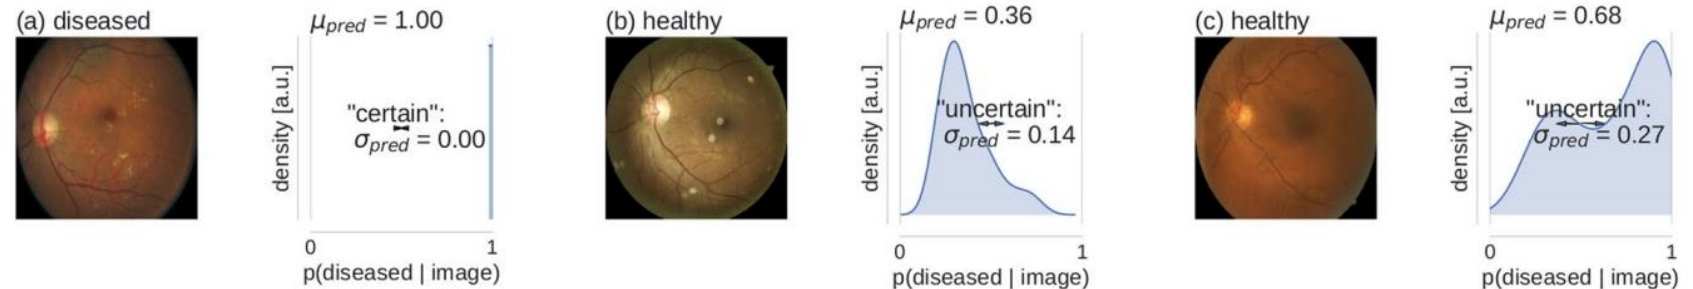 (a) diseased
μpred = 1.00
density [a.u.]
"certain":
σpred = 0.00
0 1
p(diseased | image)
(b) healthy
μpred = 0.36
density [a.u.]
"uncertain":
σpred = 0.14
0 1
p(diseased | image)
(c) healthy
μpred = 0.68
density [a.u.]
"uncertain":
σpred = 0.27
0 1
p(diseased | image)